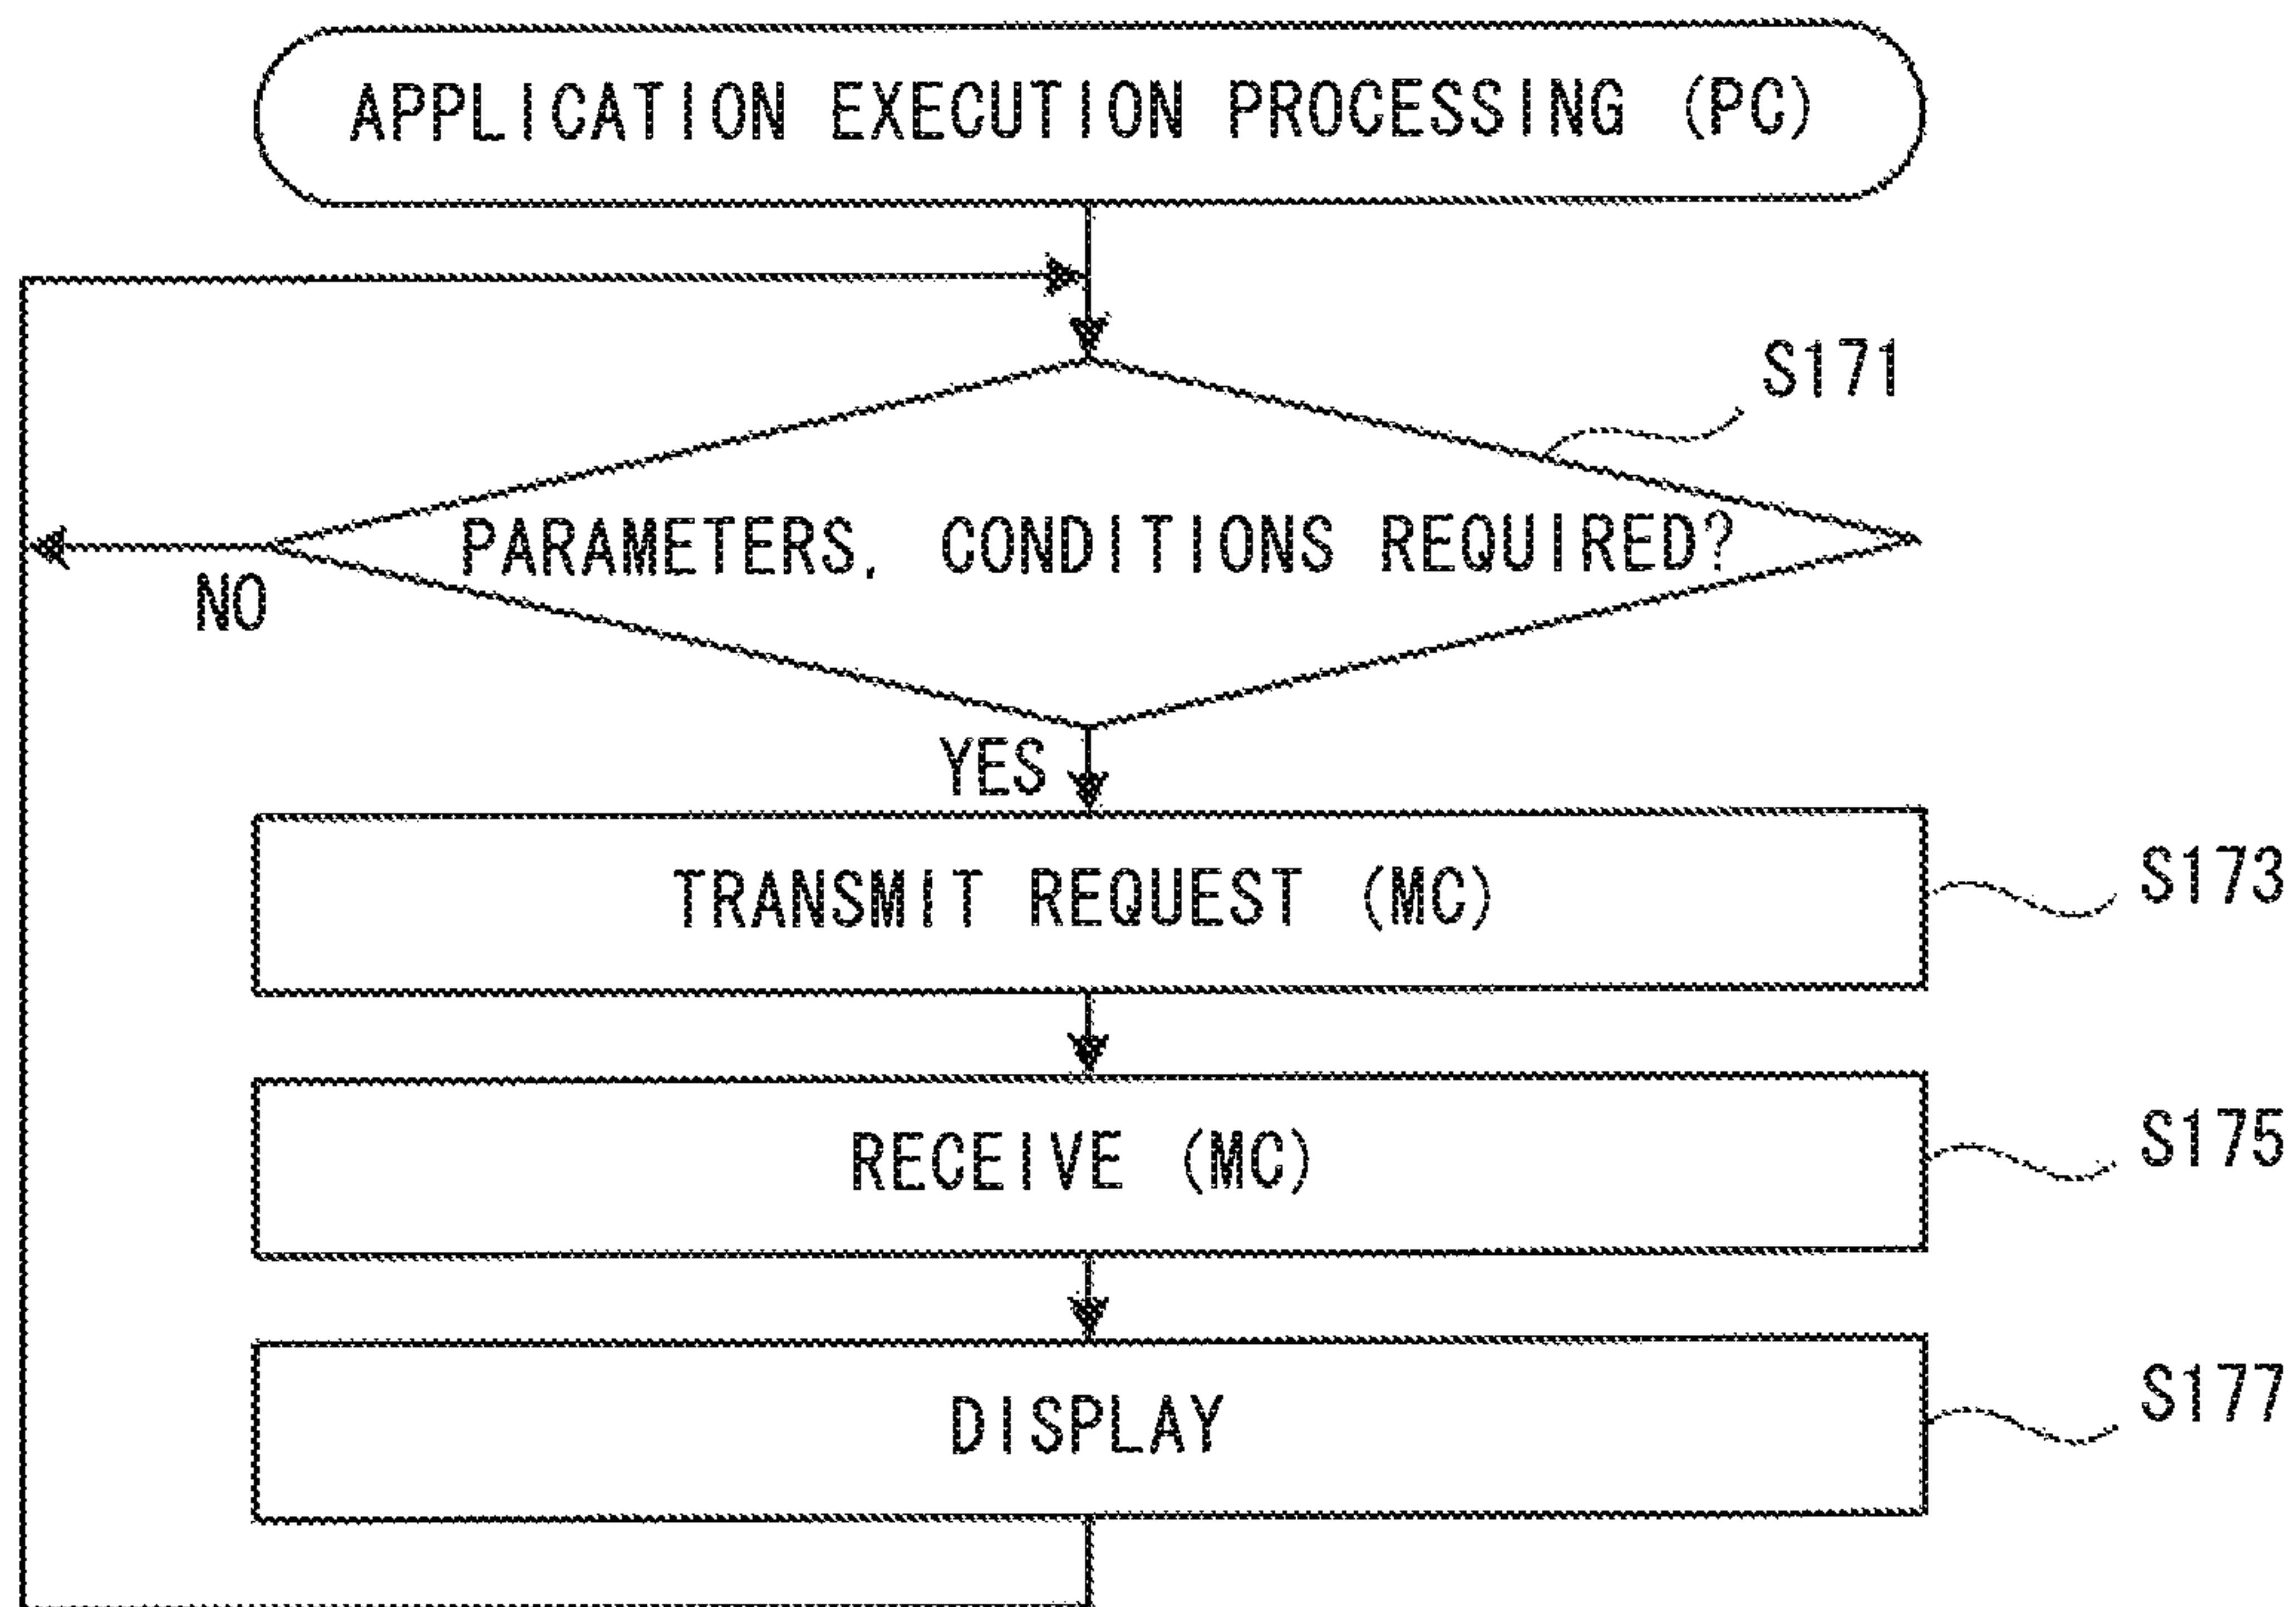 APPLICATION EXECUTION PROCESSING (PC)
S171
PARAMETERS, CONDITIONS REQUIRED?
NO
YES
TRANSMIT REQUEST (MC)
S173
RECEIVE (MC)
S175
DISPLAY
S177